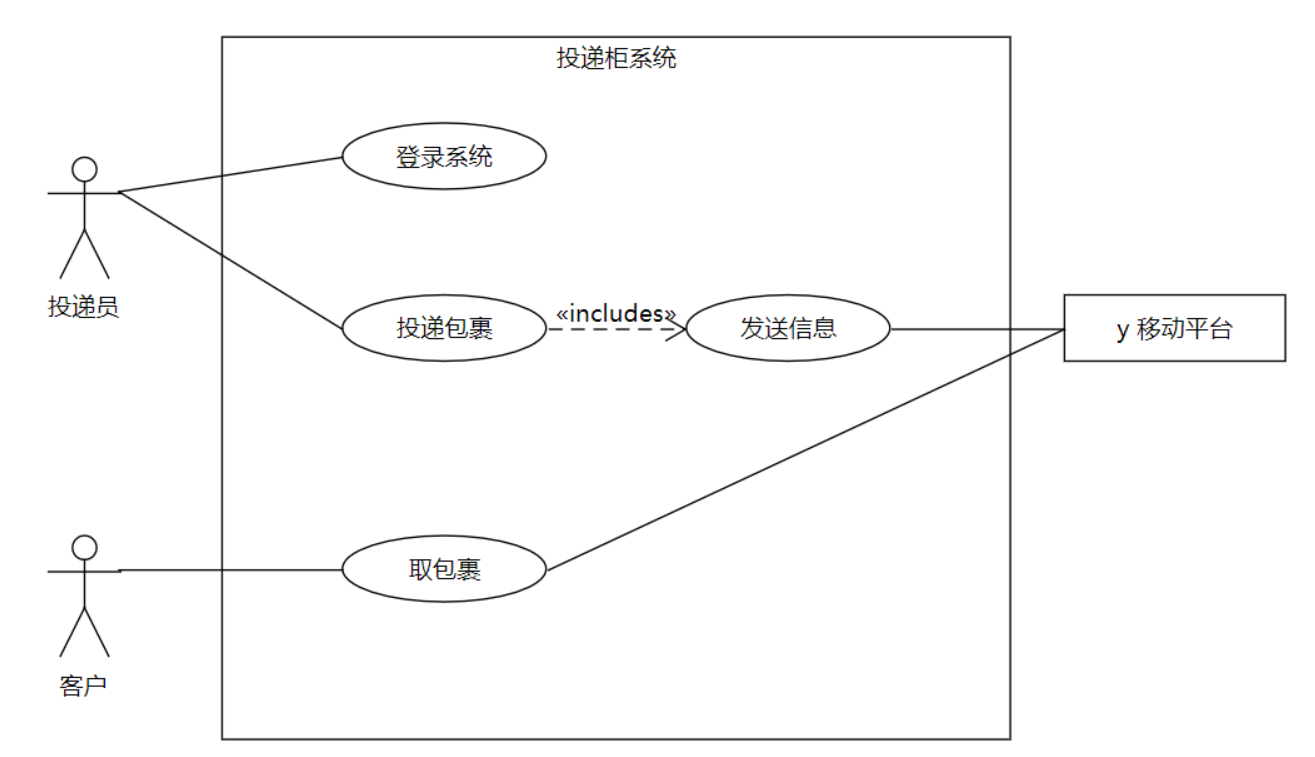 投递柜系统
登录系统
投递员
投递包裹
«includes»
发送信息
y 移动平台
取包裹
客户